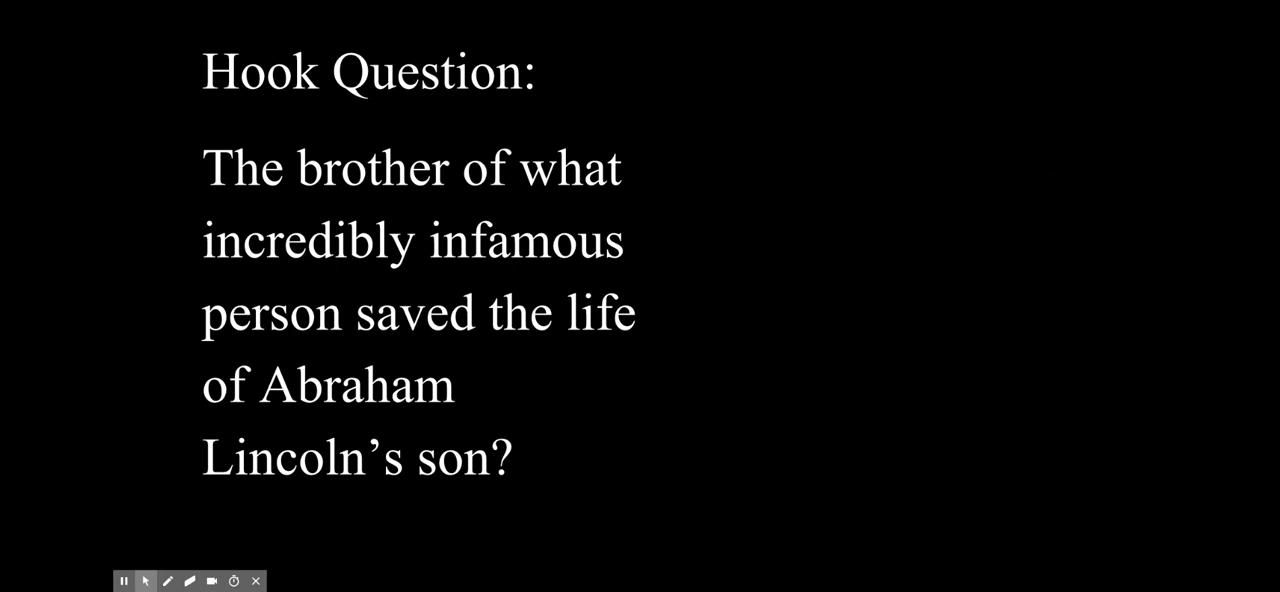 Hook Question:
The brother of what
incredibly infamous
person saved the life
of Abraham
Lincoln’s son?